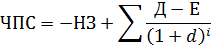 ЧПС = −НЗ + ∑ (Д − Е) / (1 + d)^i